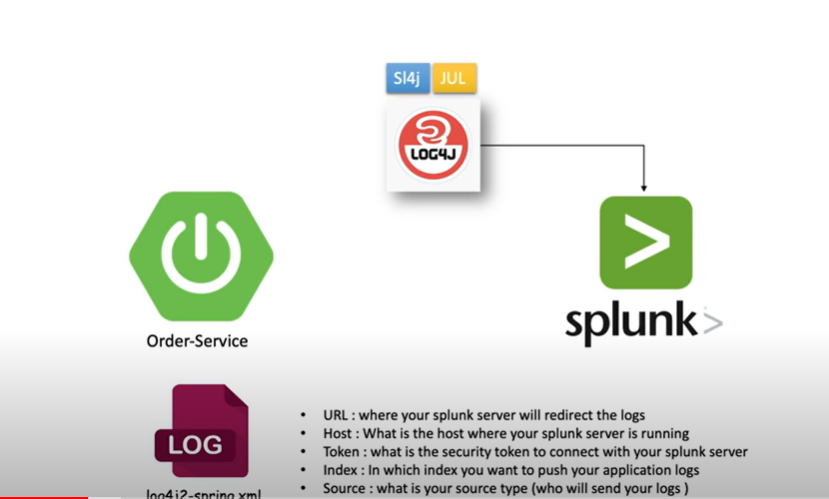 Sl4j JUL
LOG4J
splunk>
Order-Service
LOG
log4j2-spring.xml
• URL : where your splunk server will redirect the logs
• Host : What is the host where your splunk server is running
• Token : what is the security token to connect with your splunk server
• Index : In which index you want to push your application logs
• Source : what is your source type (who will send your logs )